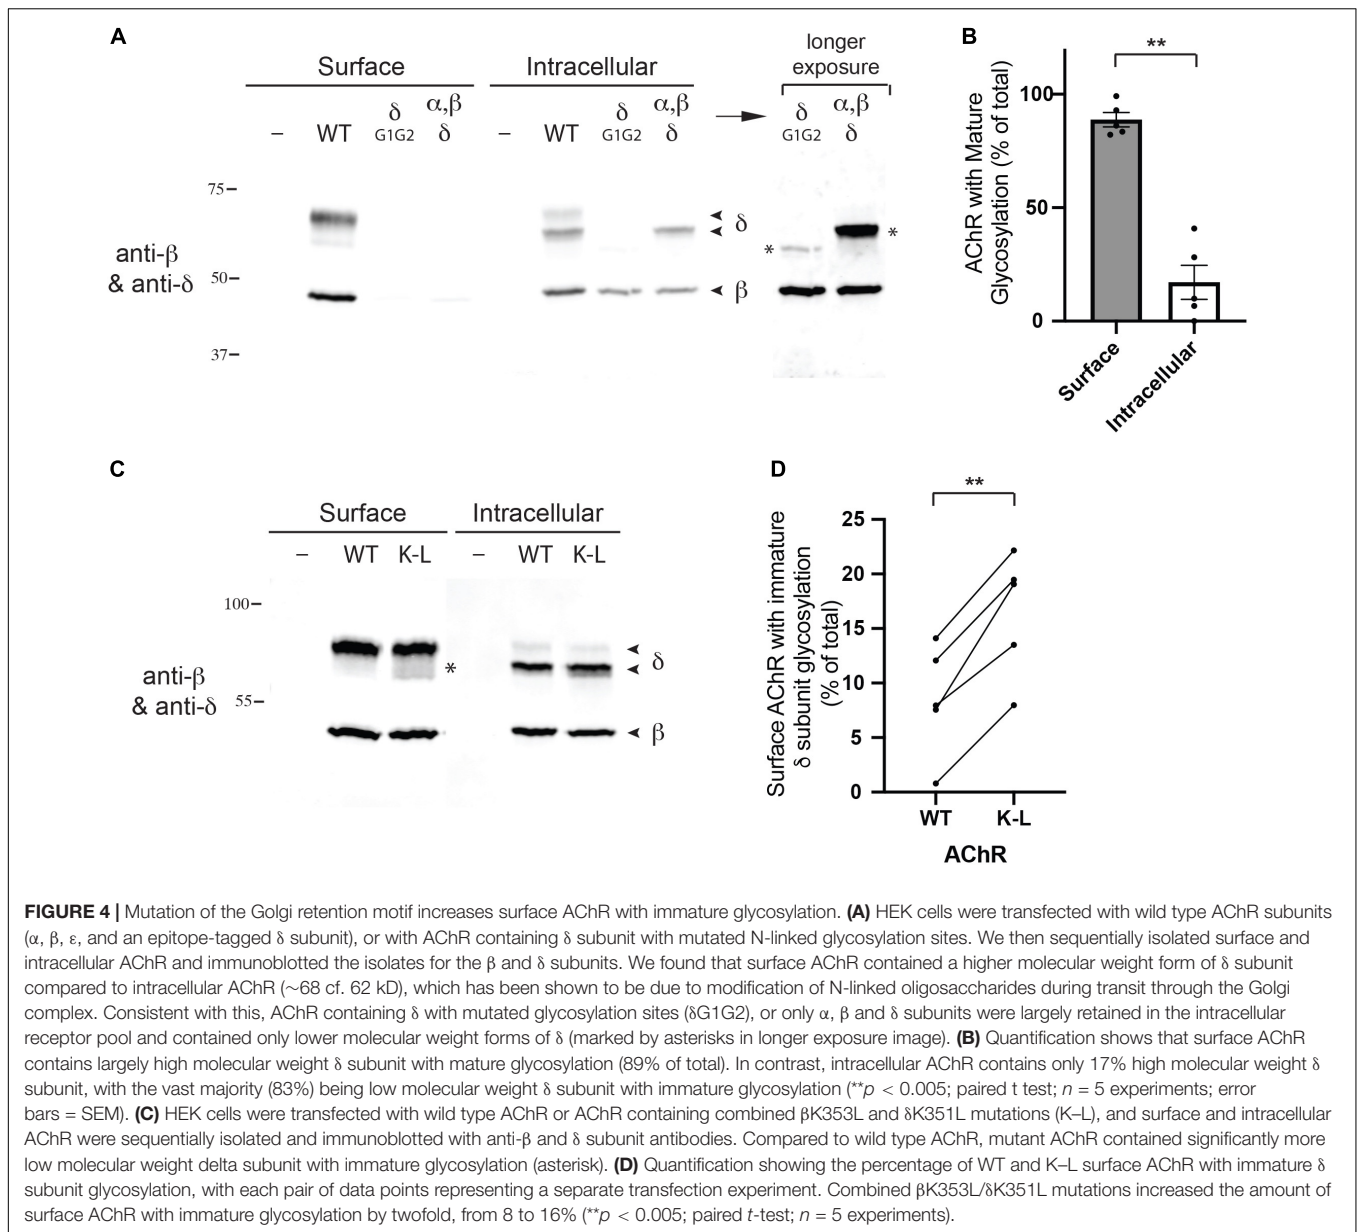 A
Surface
Intracellular
longer
exposure
–
WT
δ
G1G2
α,β
δ
–
WT
δ
G1G2
α,β
δ
δ
G1G2
α,β
δ
75
50
37
anti-β
& anti-δ
δ
β
*
*
B
**
AChR with Mature
Glycosylation (% of total)
100
50
0
Surface
Intracellular
C
Surface
Intracellular
–
WT
K-L
–
WT
K-L
100
55
anti-β
& anti-δ
*
δ
β
D
**
Surface AChR with immature
δ subunit glycosylation
(% of total)
25
20
15
10
5
0
WT
K-L
AChR
FIGURE 4 | Mutation of the Golgi retention motif increases surface AChR with immature glycosylation. (A) HEK cells were transfected with wild type AChR subunits
(α, β, ε, and an epitope-tagged δ subunit), or with AChR containing δ subunit with mutated N-linked glycosylation sites. We then sequentially isolated surface and
intracellular AChR and immunoblotted the isolates for the β and δ subunits. We found that surface AChR contained a higher molecular weight form of δ subunit
compared to intracellular AChR (∼68 cf. 62 kD), which has been shown to be due to modification of N-linked oligosaccharides during transit through the Golgi
complex. Consistent with this, AChR containing δ with mutated glycosylation sites (δG1G2), or only α, β and δ subunits were largely retained in the intracellular
receptor pool and contained only lower molecular weight forms of δ (marked by asterisks in longer exposure image). (B) Quantification shows that surface AChR
contains largely high molecular weight δ subunit with mature glycosylation (89% of total). In contrast, intracellular AChR contains only 17% high molecular weight δ
subunit, with the vast majority (83%) being low molecular weight δ subunit with immature glycosylation (**p < 0.005; paired t test; n = 5 experiments; error
bars = SEM). (C) HEK cells were transfected with wild type AChR or AChR containing combined βK353L and δK351L mutations (K–L), and surface and intracellular
AChR were sequentially isolated and immunoblotted with anti-β and δ subunit antibodies. Compared to wild type AChR, mutant AChR contained significantly more
low molecular weight delta subunit with immature glycosylation (asterisk). (D) Quantification showing the percentage of WT and K–L surface AChR with immature δ
subunit glycosylation, with each pair of data points representing a separate transfection experiment. Combined βK353L/δK351L mutations increased the amount of
surface AChR with immature glycosylation by twofold, from 8 to 16% (**p < 0.005; paired t-test; n = 5 experiments).